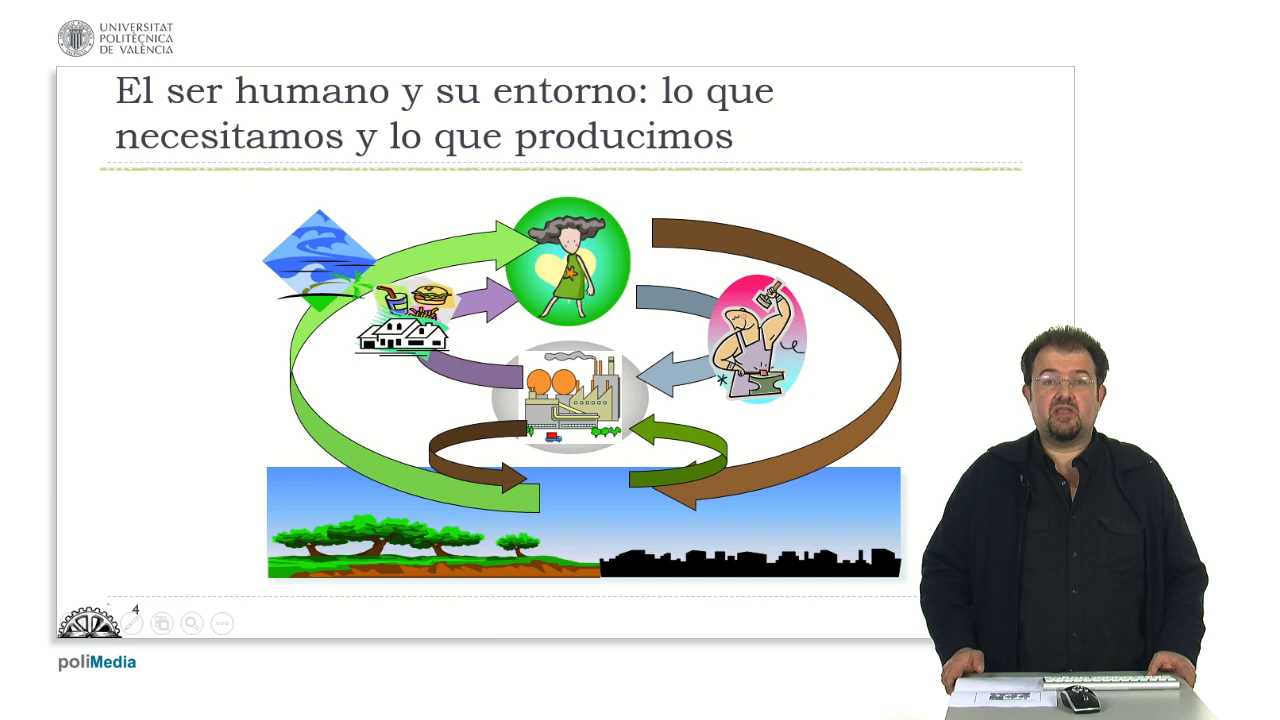 UNIVERSITAT
POLITÈCNICA
DE VALÈNCIA
El ser humano y su entorno: lo que
necesitamos y lo que producimos
4
poliMedia